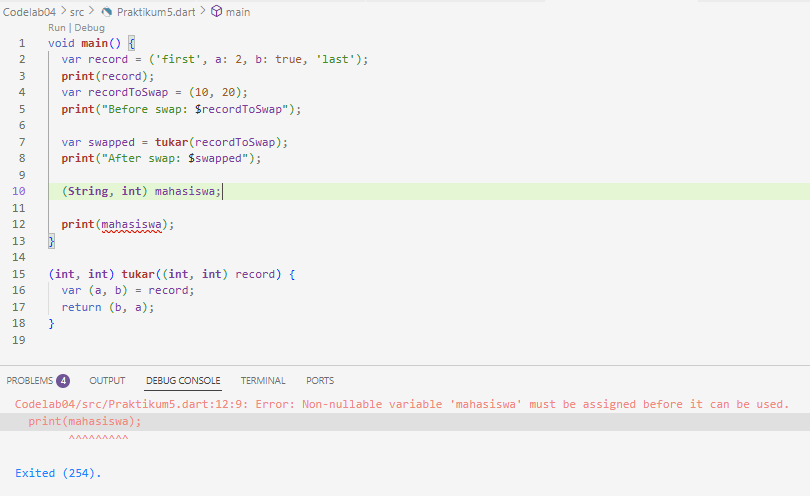 Codelab04 > src > Praktikum5.dart > main
Run | Debug
1 void main() {
2 var record = ('first', a: 2, b: true, 'last');
3 print(record);
4 var recordToSwap = (10, 20);
5 print("Before swap: $recordToSwap");
6
7 var swapped = tukar(recordToSwap);
8 print("After swap: $swapped");
9
10 (String, int) mahasiswa;
11
12 print(mahasiswa);
13 }
14
15 (int, int) tukar((int, int) record) {
16 var (a, b) = record;
17 return (b, a);
18 }
19
PROBLEMS 4 OUTPUT DEBUG CONSOLE TERMINAL PORTS
Codelab04/src/Praktikum5.dart:12:9: Error: Non-nullable variable 'mahasiswa' must be assigned before it can be used.
print(mahasiswa);
^^^^^^^^^
Exited (254).